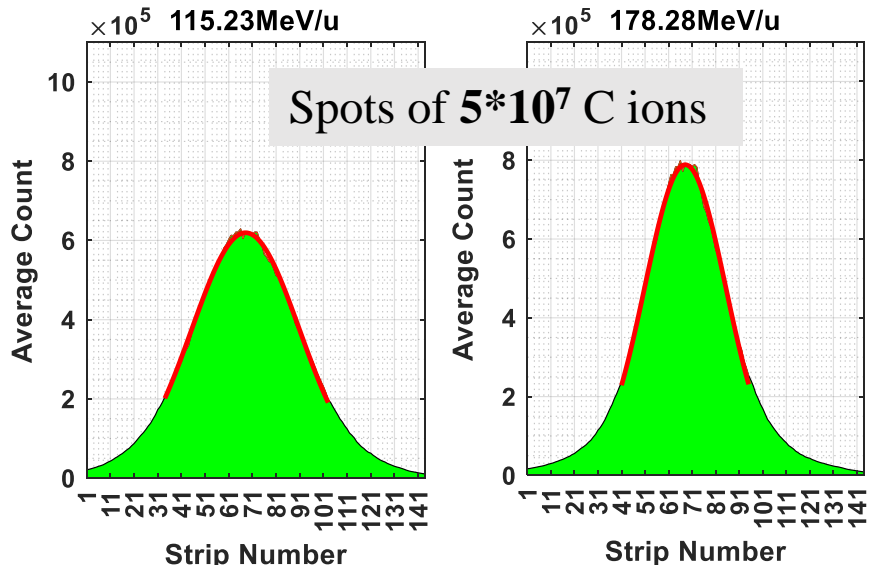 ×10⁵ 115.23MeV/u
×10⁵ 178.28MeV/u
Spots of 5*10⁷ C ions
Average Count
10
8
6
4
2
0
1 11 21 31 41 51 61 71 81 91 101 111 121 131 141
Strip Number
Average Count
8
6
4
2
0
1 11 21 31 41 51 61 71 81 91 101 111 121 131 141
Strip Number